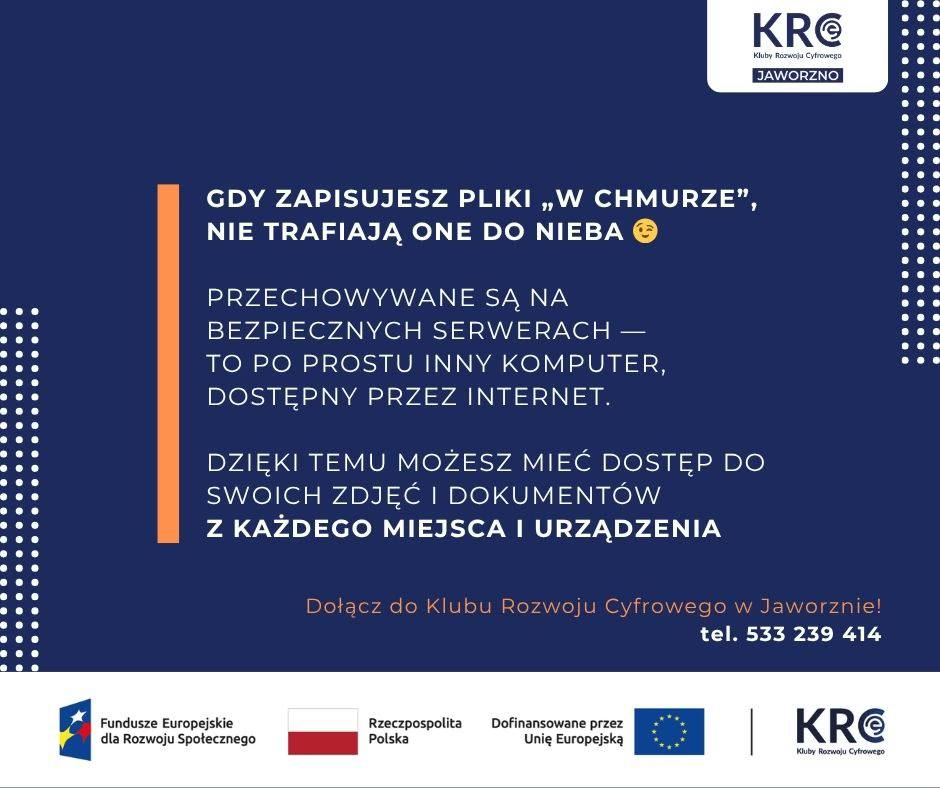 KRC
Kluby Rozwoju Cyfrowego
JAWORZNO
GDY ZAPISUJESZ PLIKI „W CHMURZE”,
NIE TRAFIAJĄ ONE DO NIEBA 😉
PRZECHOWYWANE SĄ NA
BEZPIECZNYCH SERWERACH —
TO PO PROSTU INNY KOMPUTER,
DOSTĘPNY PRZEZ INTERNET.
DZIĘKI TEMU MOŻESZ MIEĆ DOSTĘP DO
SWOICH ZDJĘĆ I DOKUMENTÓW
Z KAŻDEGO MIEJSCA I URZĄDZENIA
Dołącz do Klubu Rozwoju Cyfrowego w Jaworznie!
tel. 533 239 414
Fundusze Europejskie
dla Rozwoju Społecznego
Rzeczpospolita
Polska
Dofinansowane przez
Unię Europejską
KRC
Kluby Rozwoju Cyfrowego